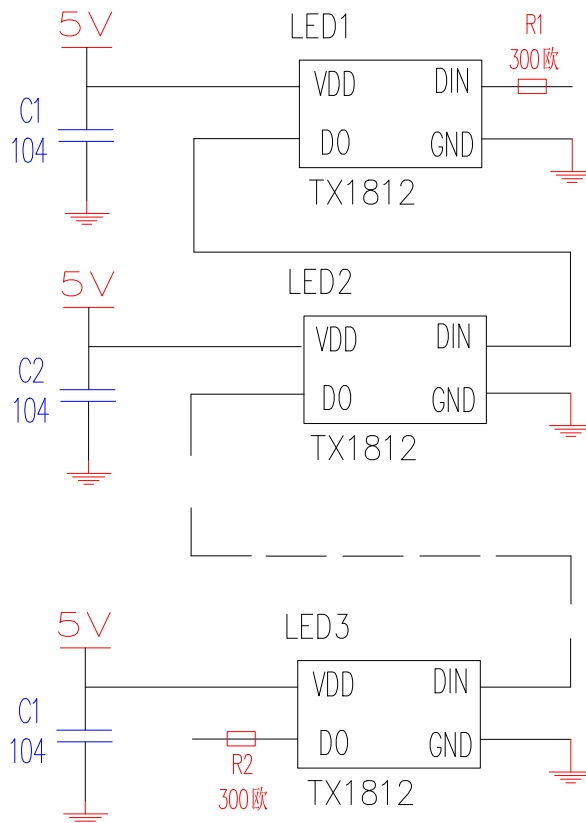 5V
LED1
R1
300欧
C1
104
VDD
DIN
DO
GND
TX1812
5V
LED2
C2
104
VDD
DIN
DO
GND
TX1812
5V
LED3
C1
104
VDD
DIN
DO
GND
R2
300欧
TX1812